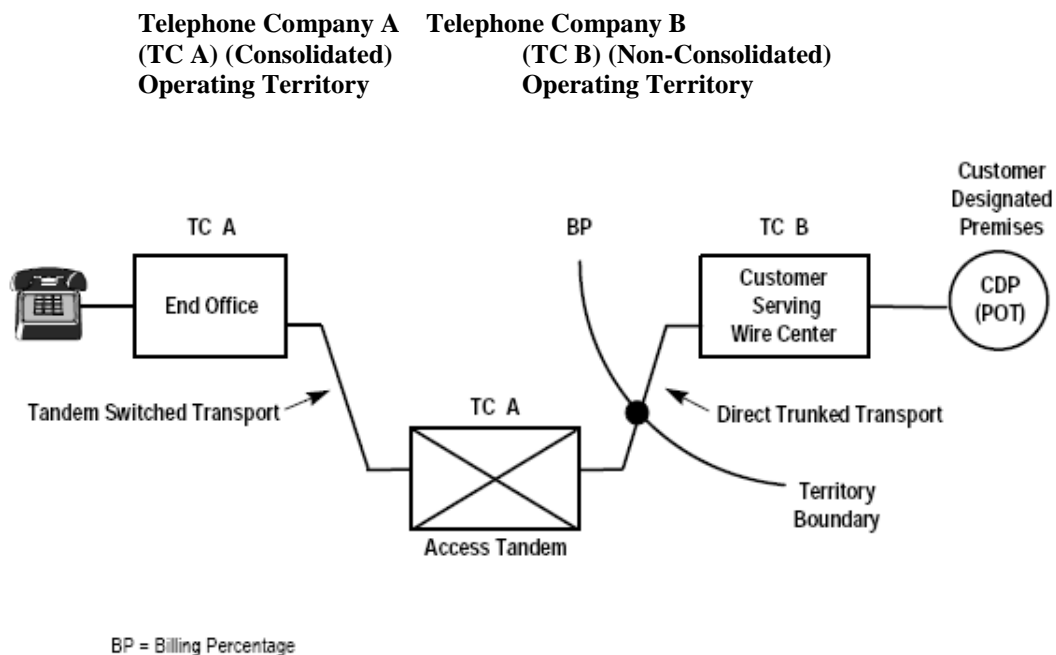 Telephone Company A Telephone Company B
(TC A) (Consolidated) (TC B) (Non-Consolidated)
Operating Territory Operating Territory
Customer
Designated
Premises
TC A
BP
TC B
End Office
Customer
Serving
Wire Center
CDP
(POT)
Tandem Switched Transport
TC A
Direct Trunked Transport
Territory
Boundary
Access Tandem
BP = Billing Percentage